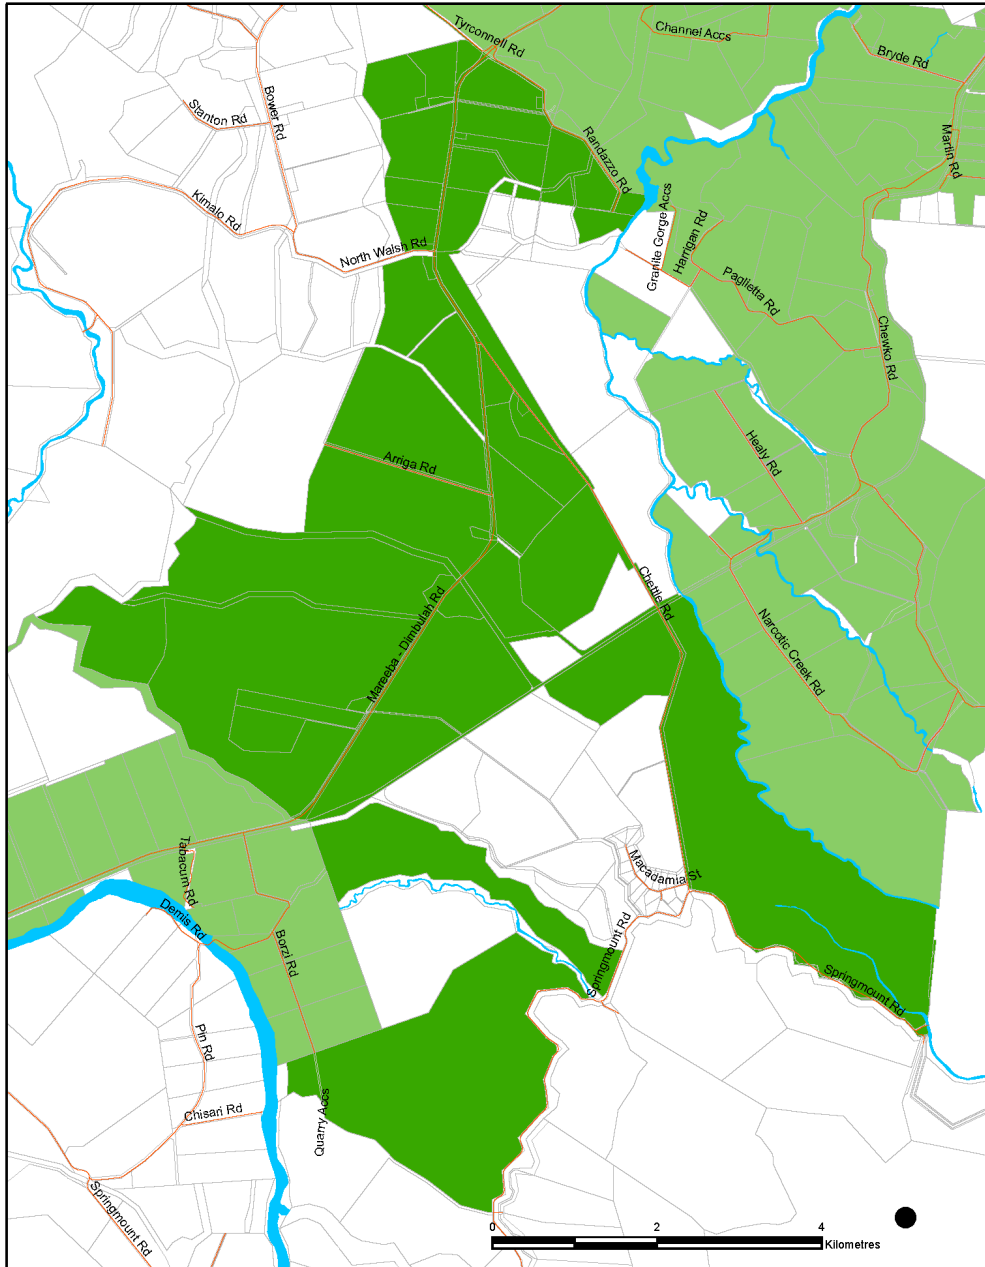 Tyrconnell Rd
Channel Accs
Bryde Rd
Bower Rd
Stanton Rd
Martin Rd
Randazzo Rd
Kimalo Rd
Granite Gorge Accs
Harrigan Rd
North Walsh Rd
Paglietta Rd
Chewko Rd
Healy Rd
Arriga Rd
Chettle Rd
Narcotic Creek Rd
Mareeba - Dimbulah Rd
Tabacum Rd
Macadamia St
Demis Rd
Borzi Rd
Springmount Rd
Springmount Rd
Pin Rd
Chisari Rd
Quarry Accs
Springmount Rd
0 2 4
Kilometres